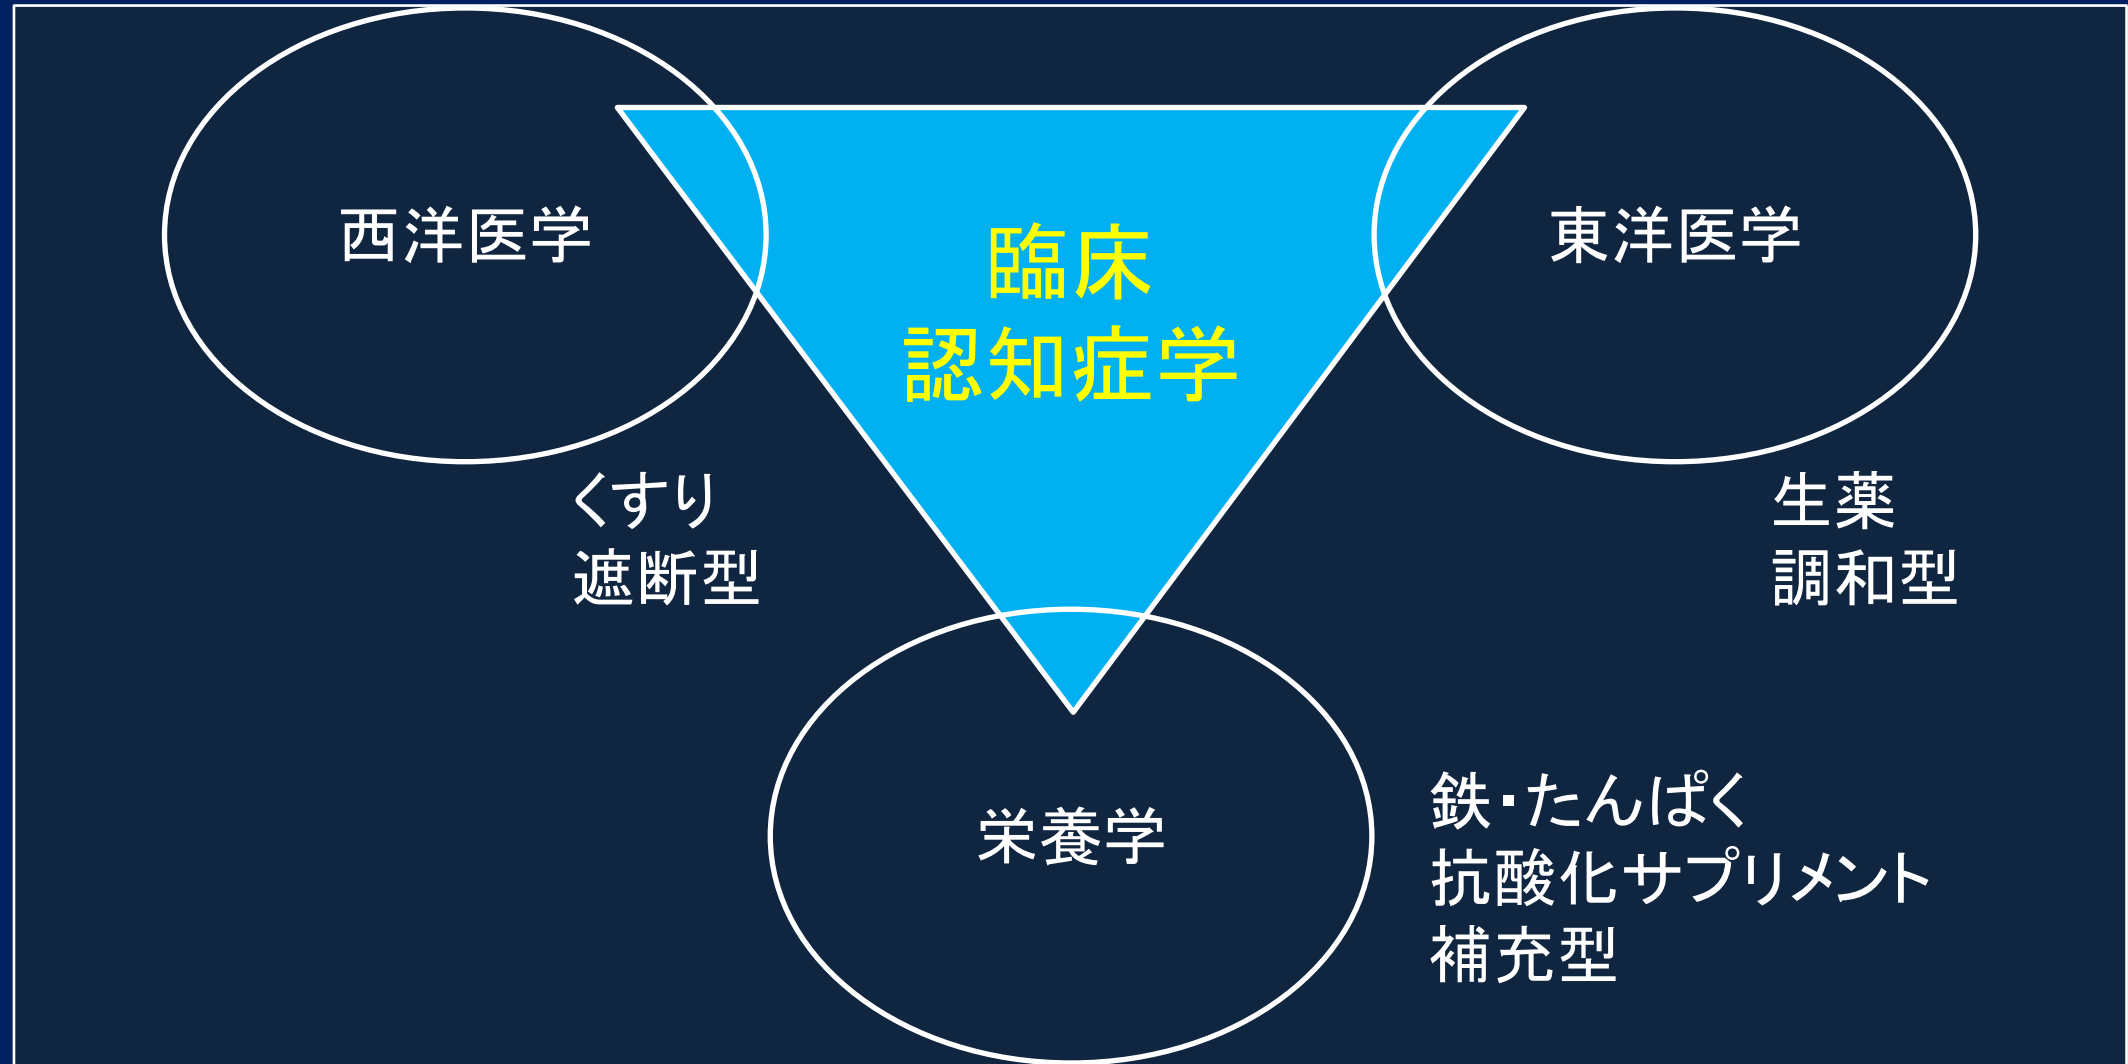 西洋医学
臨床
認知症学
東洋医学
くすり
遮断型
生薬
調和型
栄養学
鉄・たんぱく
抗酸化サプリメント
補充型